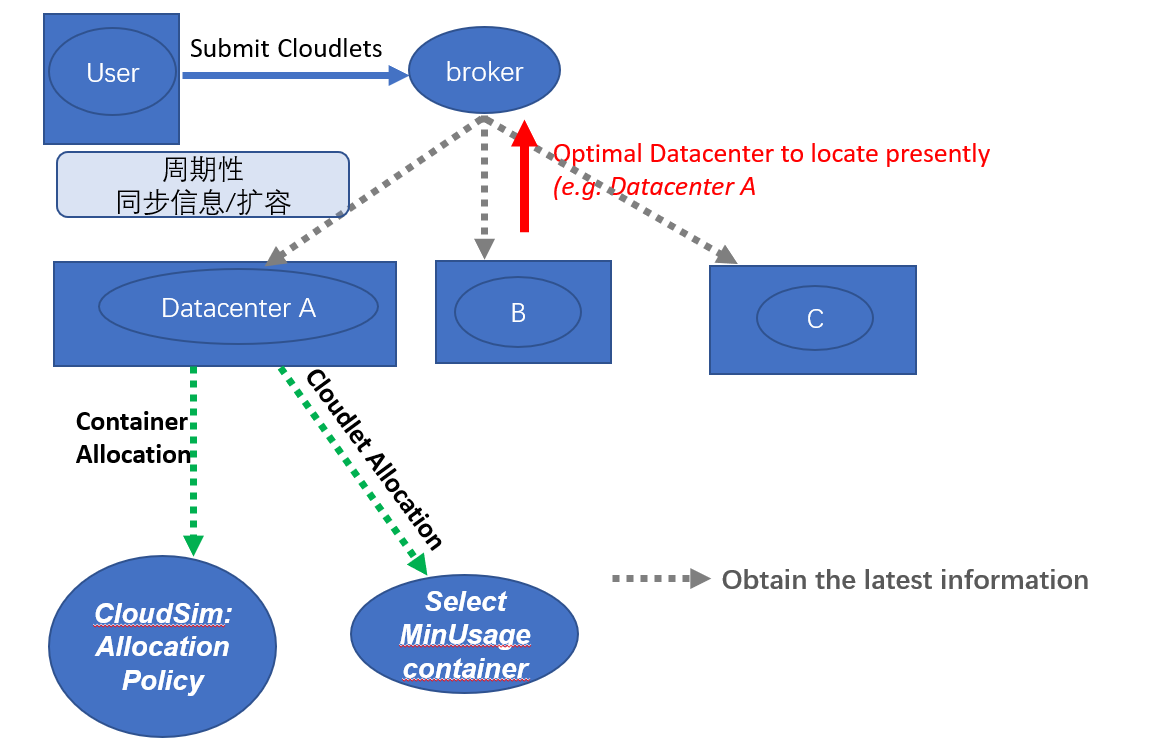 User
Submit Cloudlets
broker
周期性
同步信息/扩容
Optimal Datacenter to locate presently
(e.g. Datacenter A
Datacenter A
B
C
Container
Allocation
Cloudlet Allocation
CloudSim:
Allocation
Policy
Select
MinUsage
container
Obtain the latest information